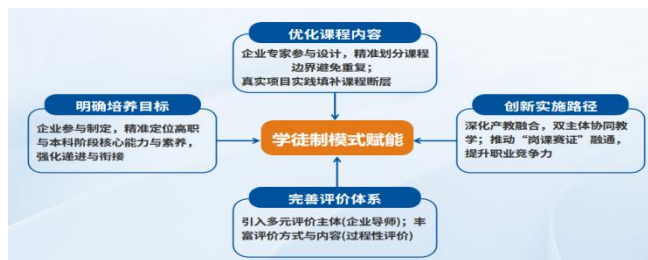 优化课程内容
企业专家参与设计，精准划分课程
边界避免重复；
真实项目实践填补课程断层
明确培养目标
企业参与制定，精准定位高职
与本科阶段核心能力与素养，
强化递进与衔接
学徒制模式赋能
创新实施路径
深化产教融合，双主体协同教
学；推动“岗课赛证”融通，
提升职业竞争力
完善评价体系
引入多元评价主体(企业导师)；丰
富评价方式与内容(过程性评价)